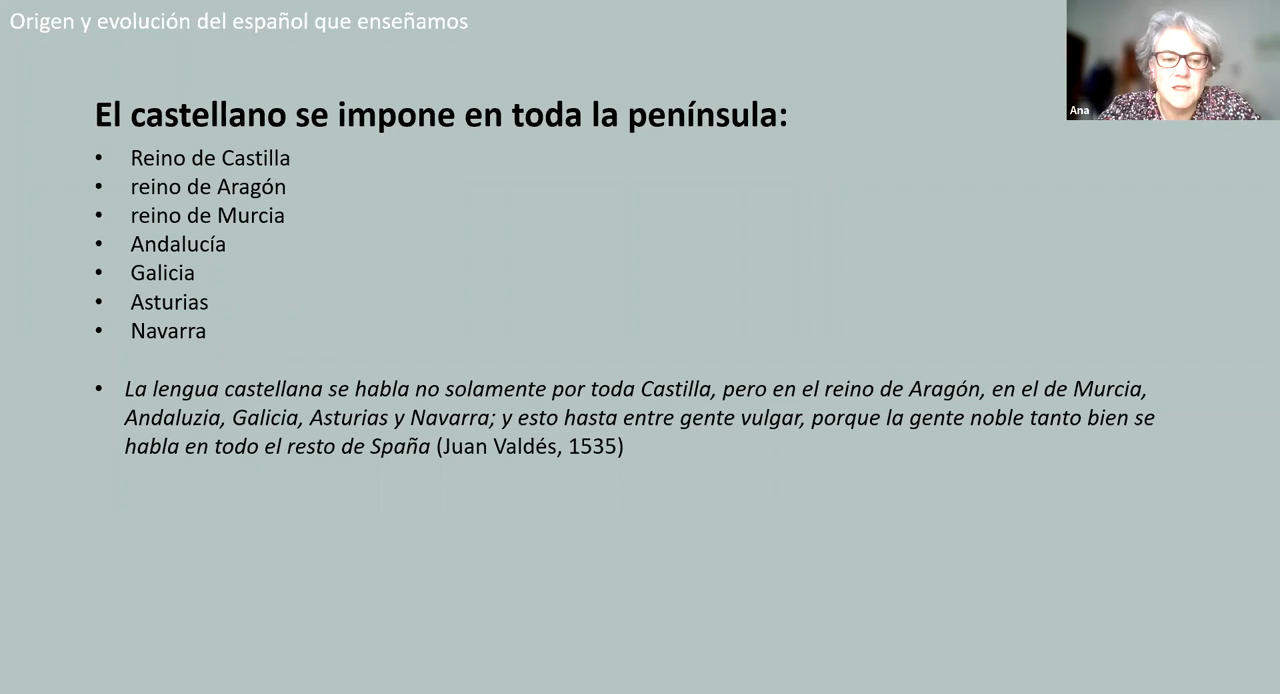 Origen y evolución del español que enseñamos
Ana
El castellano se impone en toda la península:
• Reino de Castilla
• reino de Aragón
• reino de Murcia
• Andalucía
• Galicia
• Asturias
• Navarra
• La lengua castellana se habla no solamente por toda Castilla, pero en el reino de Aragón, en el de Murcia,
Andaluzia, Galicia, Asturias y Navarra; y esto hasta entre gente vulgar, porque la gente noble tanto bien se
habla en todo el resto de Spaña (Juan Valdés, 1535)